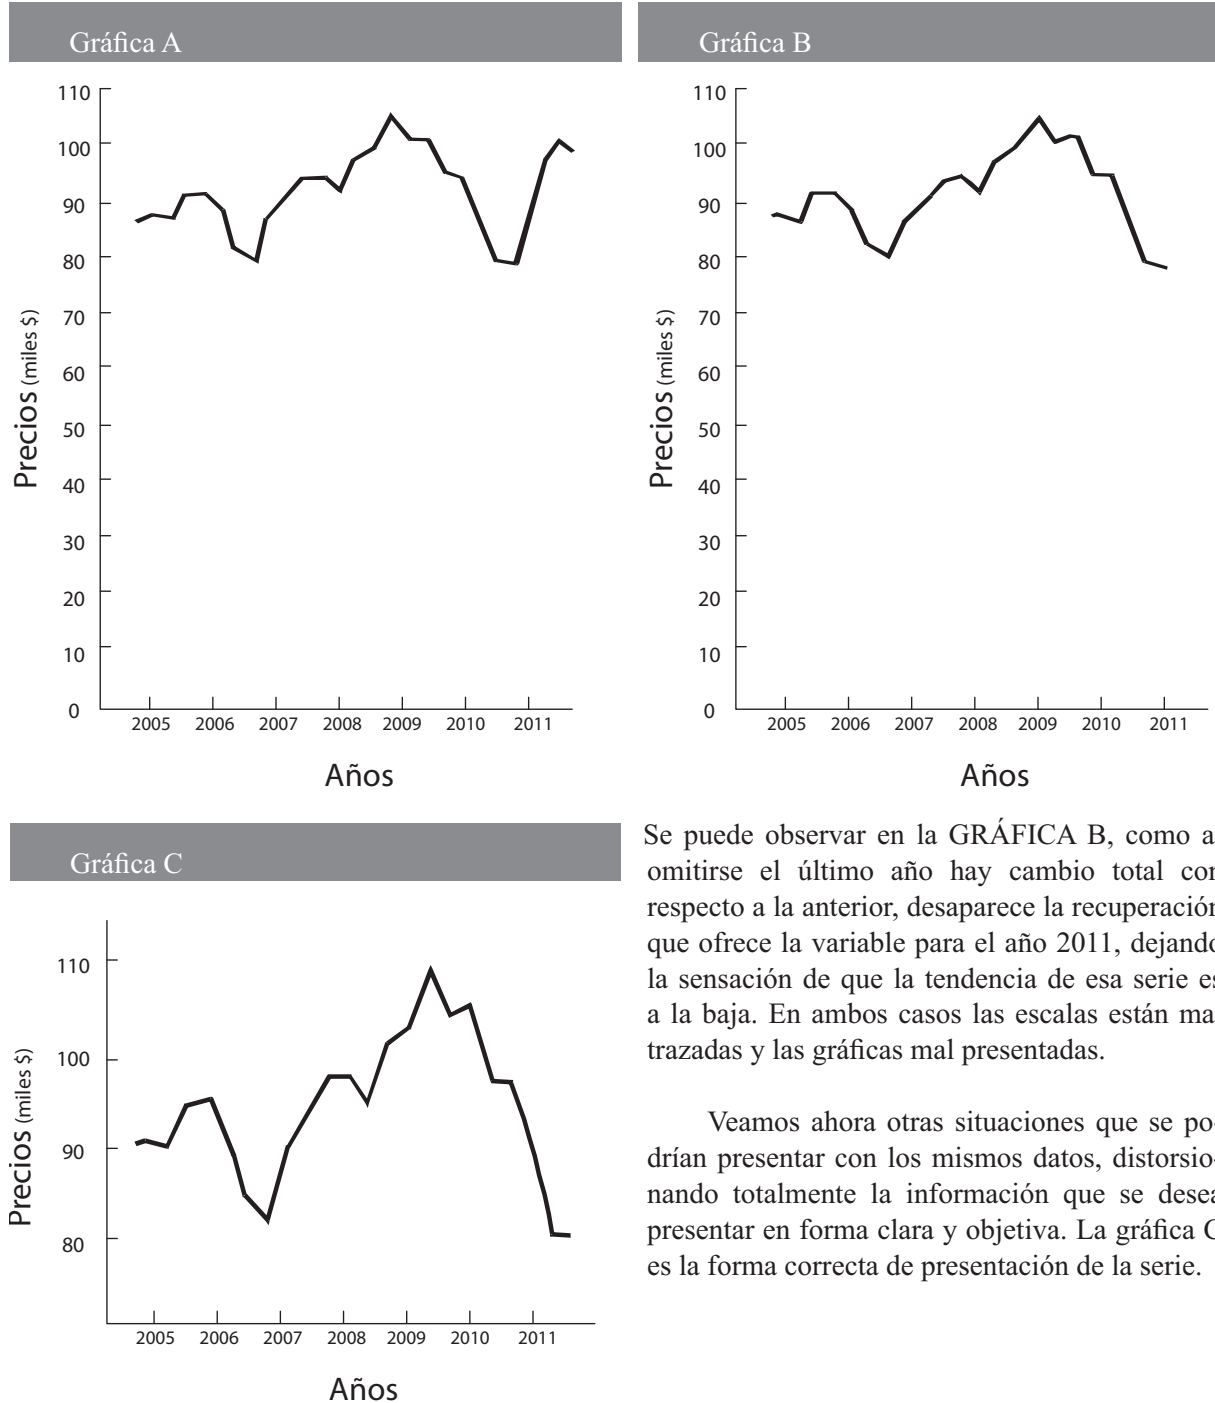 Gráfica A
110
100
90
80
70
60
50
40
30
20
10
0
Precios (miles $)
2005 2006 2007 2008 2009 2010 2011
Años
Gráfica B
110
100
90
80
70
60
50
40
30
20
10
0
Precios (miles $)
2005 2006 2007 2008 2009 2010 2011
Años
Gráfica C
110
100
90
80
Precios (miles $)
2005 2006 2007 2008 2009 2010 2011
Años
Se puede observar en la GRÁFICA B, como a
omitirse el último año hay cambio total con
respecto a la anterior, desaparece la recuperación
que ofrece la variable para el año 2011, dejando
la sensación de que la tendencia de esa serie es
a la baja. En ambos casos las escalas están ma
trazadas y las gráficas mal presentadas.
Veamos ahora otras situaciones que se po-
drían presentar con los mismos datos, distorsio-
nando totalmente la información que se desea
presentar en forma clara y objetiva. La gráfica C
es la forma correcta de presentación de la serie.